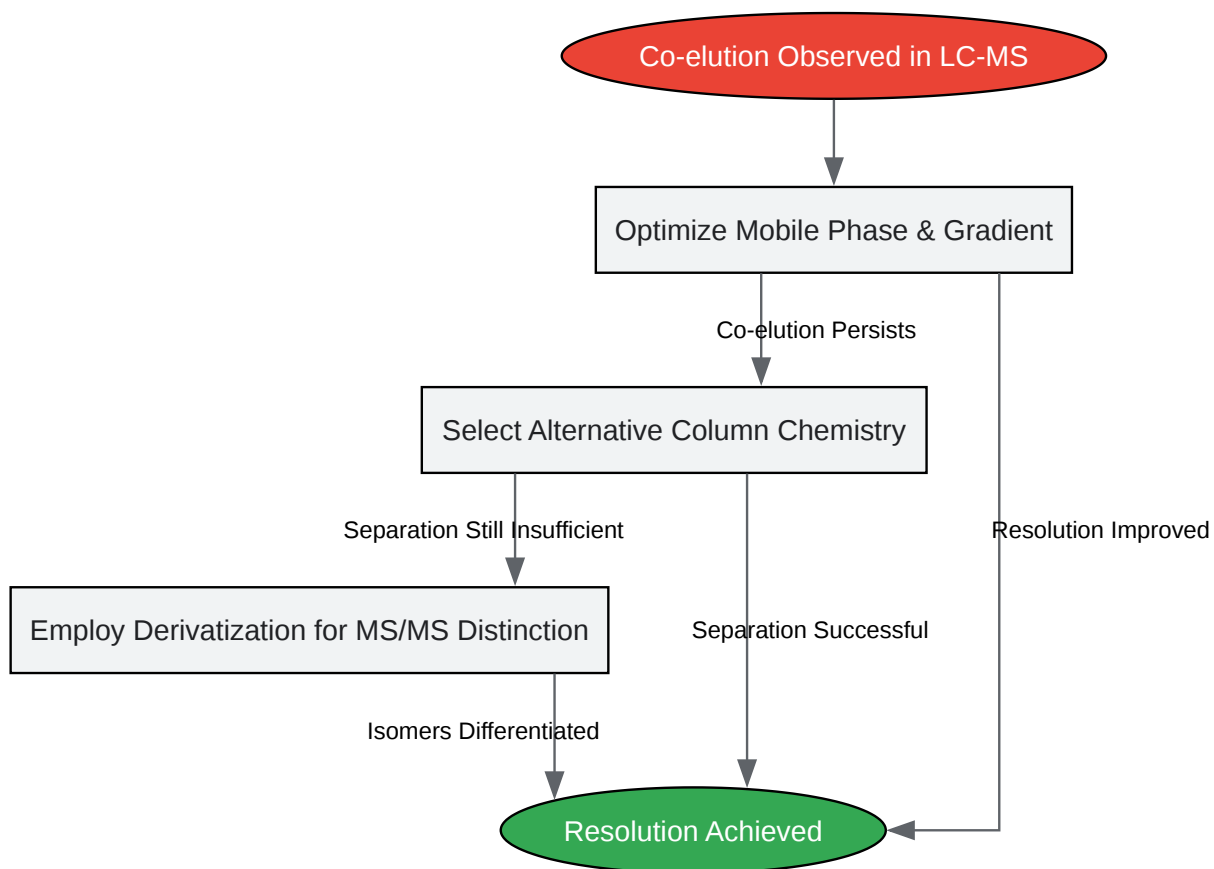 Co-elution Observed in LC-MS
Optimize Mobile Phase & Gradient
Co-elution Persists
Select Alternative Column Chemistry
Separation Still Insufficient
Resolution Improved
Employ Derivatization for MS/MS Distinction
Separation Successful
Isomers Differentiated
Resolution Achieved